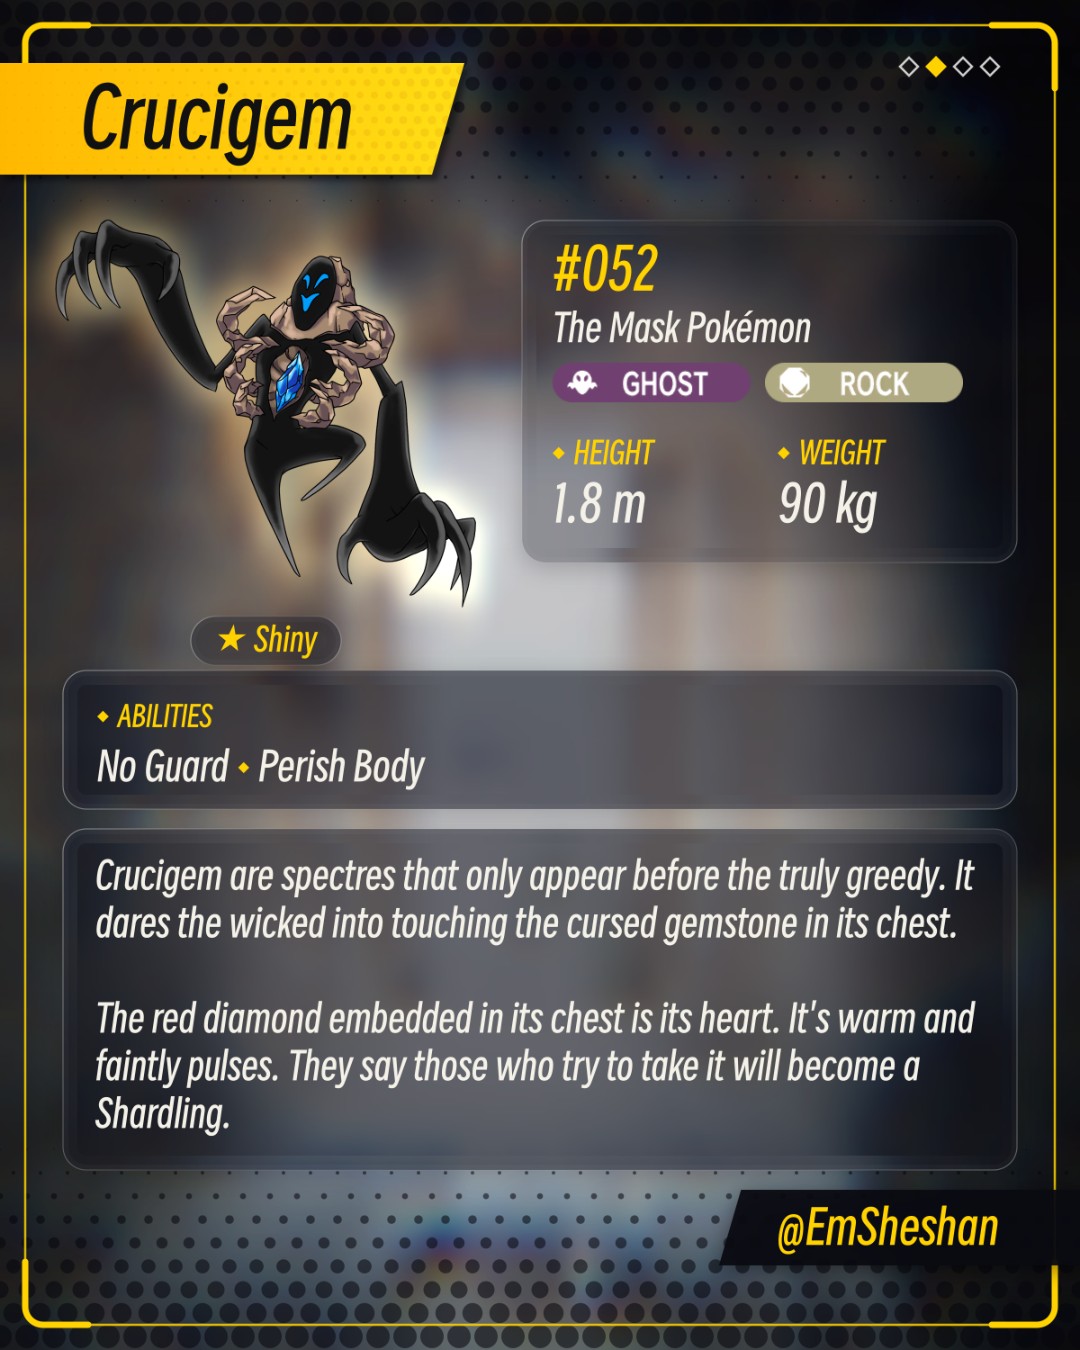 Crucigem
#052
The Mask Pokémon
GHOST ROCK
HEIGHT WEIGHT
1.8 m 90 kg
★ Shiny
ABILITIES
No Guard ⬥ Perish Body
Crucigem are spectres that only appear before the truly greedy. It
dares the wicked into touching the cursed gemstone in its chest.
The red diamond embedded in its chest is its heart. It's warm and
faintly pulses. They say those who try to take it will become a
Shardling.
@EmSheshan